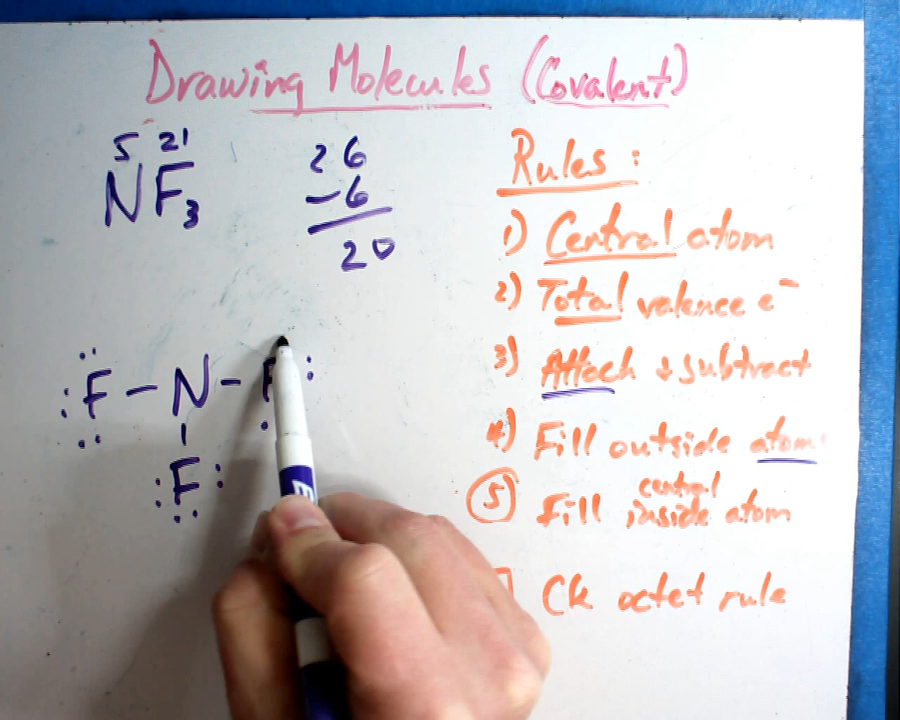 Drawing Molecules (Covalent)
5 21
NF3
26
-6
20
Rules:
1) Central atom
2) Total valence e-
3) Attach + subtract
4) Fill outside atom
central
5) Fill inside atom
) Ck octet rule
:F - N - F:
:F:
E